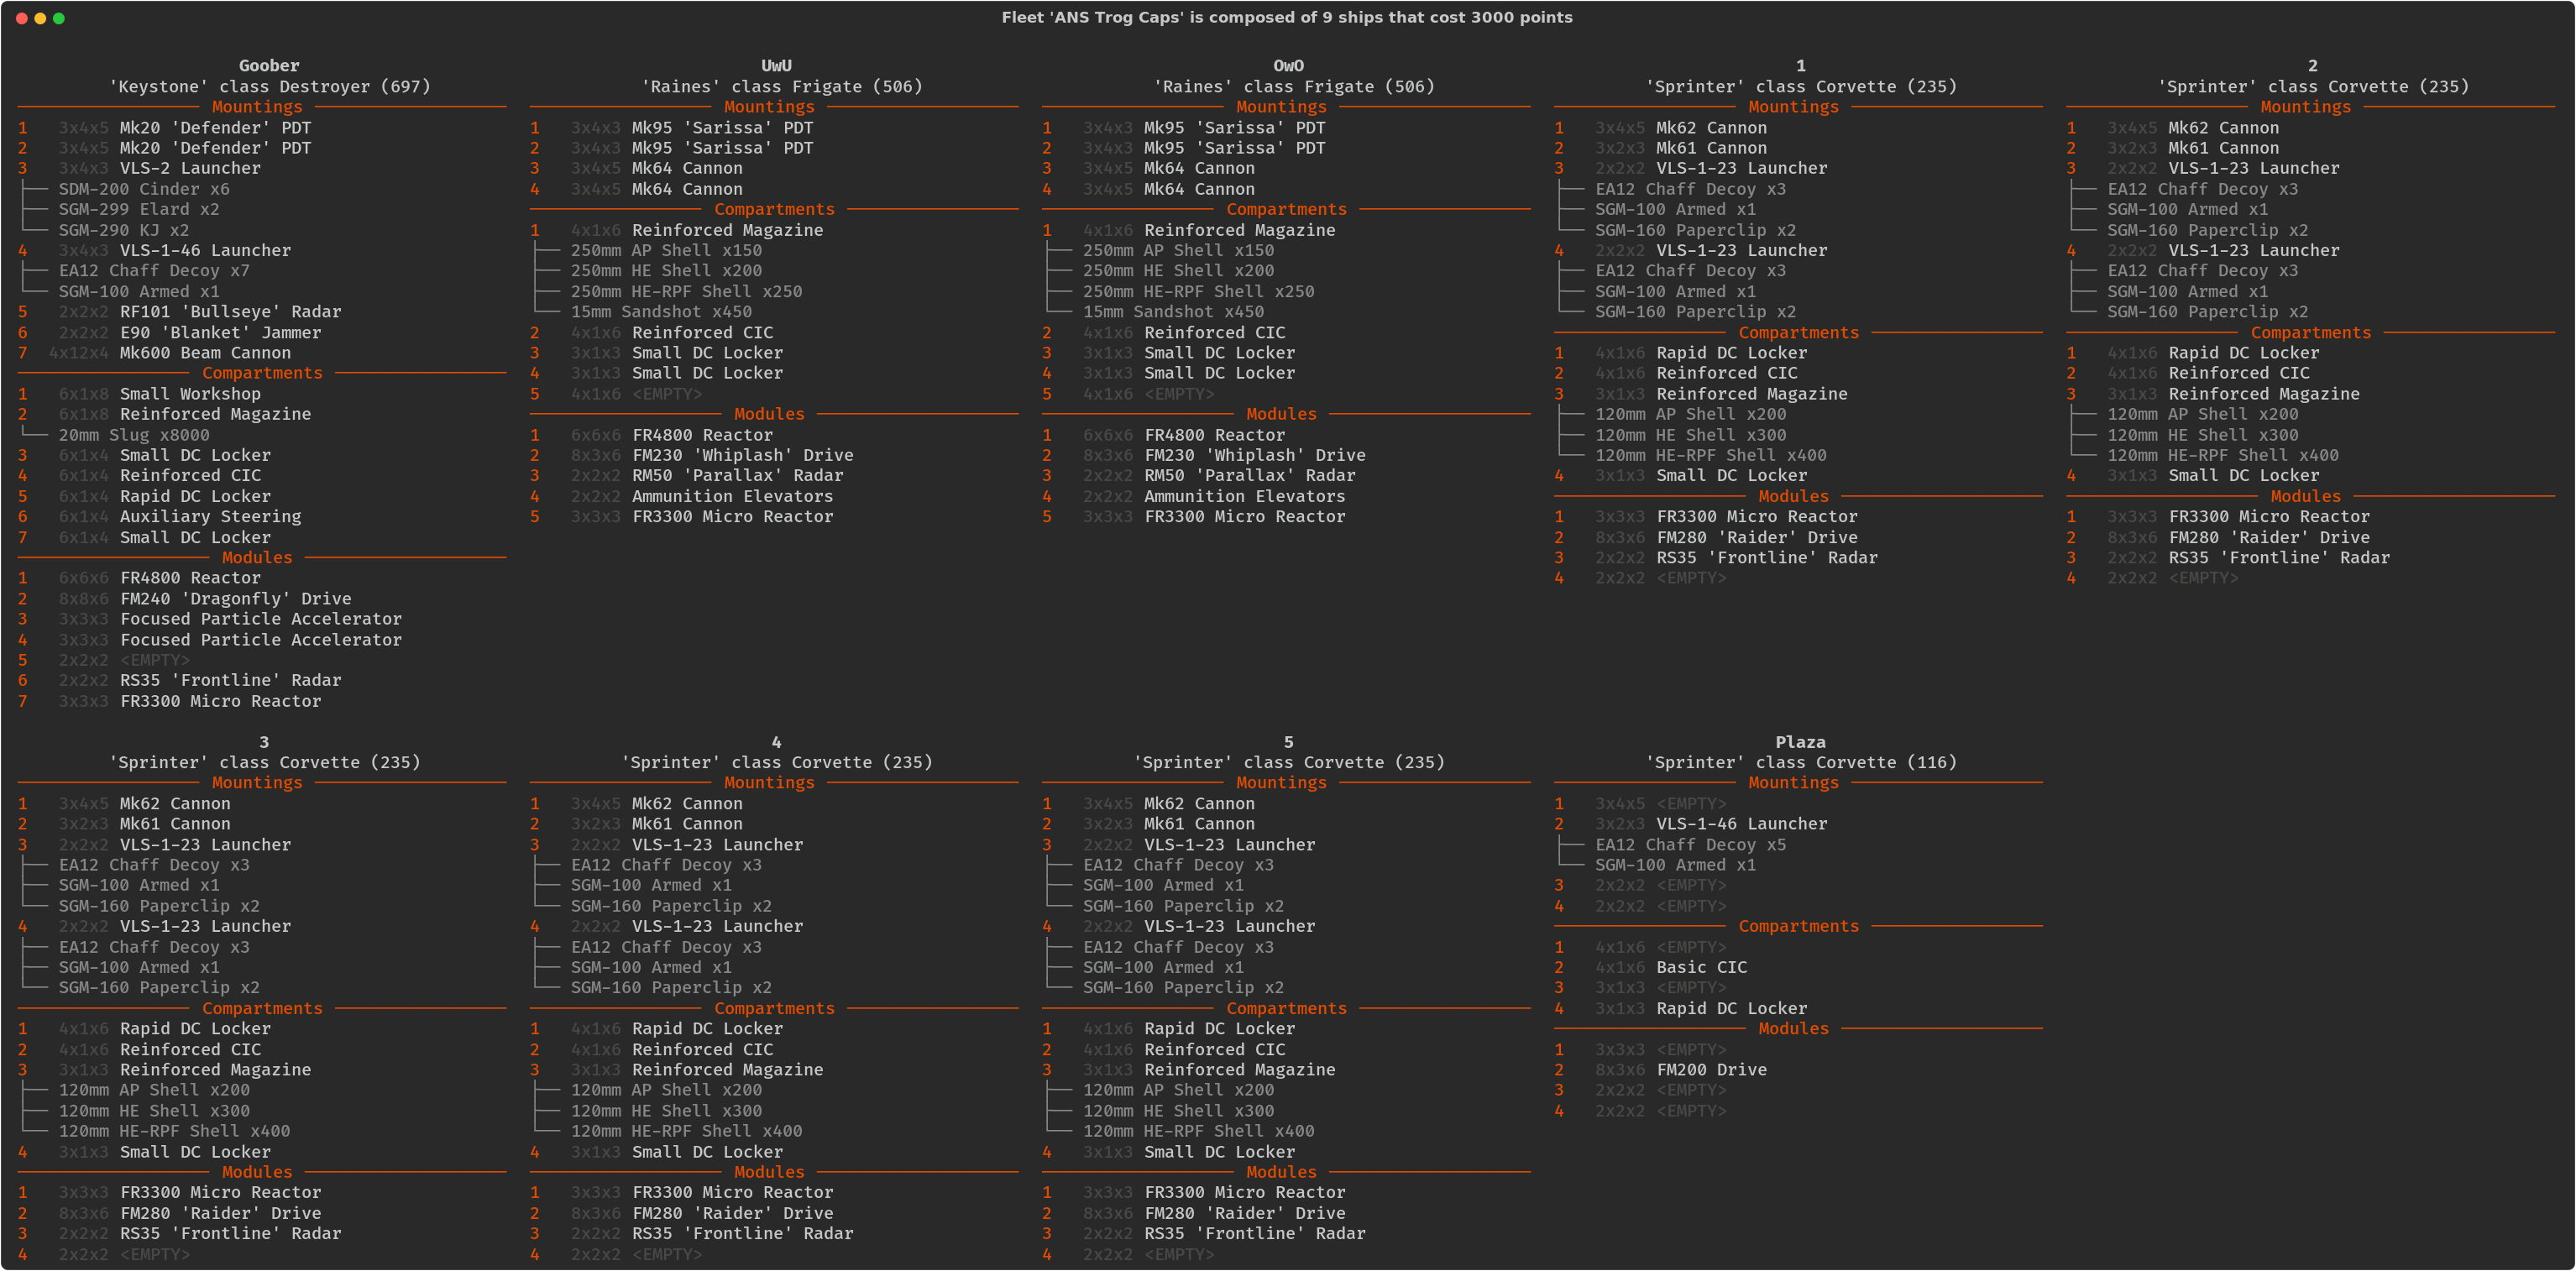 Fleet 'ANS Trog Caps' is composed of 9 ships that cost 3000 points
Goober
'Keystone' class Destroyer (697)
Mountings
1 3x4x5 Mk20 'Defender' PDT
2 3x4x5 Mk20 'Defender' PDT
3 3x4x3 VLS-2 Launcher
SDM-200 Cinder x6
SGM-299 Elard x2
SGM-290 KJ x2
4 3x4x3 VLS-1-46 Launcher
EA12 Chaff Decoy x7
SGM-100 Armed x1
5 2x2x2 RF101 'Bullseye' Radar
6 2x2x2 E90 'Blanket' Jammer
7 4x12x4 Mk600 Beam Cannon
Compartments
1 6x1x8 Small Workshop
2 6x1x8 Reinforced Magazine
20mm Slug x8000
3 6x1x4 Small DC Locker
4 6x1x4 Reinforced CIC
5 6x1x4 Rapid DC Locker
6 6x1x4 Auxiliary Steering
7 6x1x4 Small DC Locker
Modules
1 6x6x6 FR4800 Reactor
2 8x8x6 FM240 'Dragonfly' Drive
3 3x3x3 Focused Particle Accelerator
4 3x3x3 Focused Particle Accelerator
5 2x2x2 <EMPTY>
6 2x2x2 RS35 'Frontline' Radar
7 3x3x3 FR3300 Micro Reactor
UwU
'Raines' class Frigate (506)
Mountings
1 3x4x3 Mk95 'Sarissa' PDT
2 3x4x3 Mk95 'Sarissa' PDT
3 3x4x5 Mk64 Cannon
4 3x4x5 Mk64 Cannon
Compartments
1 4x1x6 Reinforced Magazine
250mm AP Shell x150
250mm HE Shell x200
250mm HE-RPF Shell x250
15mm Sandshot x450
2 4x1x6 Reinforced CIC
3 3x1x3 Small DC Locker
4 3x1x3 Small DC Locker
5 4x1x6 <EMPTY>
Modules
1 6x6x6 FR4800 Reactor
2 8x3x6 FM230 'Whiplash' Drive
3 2x2x2 RM50 'Parallax' Radar
4 2x2x2 Ammunition Elevators
5 3x3x3 FR3300 Micro Reactor
OwO
'Raines' class Frigate (506)
Mountings
1 3x4x3 Mk95 'Sarissa' PDT
2 3x4x3 Mk95 'Sarissa' PDT
3 3x4x5 Mk64 Cannon
4 3x4x5 Mk64 Cannon
Compartments
1 4x1x6 Reinforced Magazine
250mm AP Shell x150
250mm HE Shell x200
250mm HE-RPF Shell x250
15mm Sandshot x450
2 4x1x6 Reinforced CIC
3 3x1x3 Small DC Locker
4 3x1x3 Small DC Locker
5 4x1x6 <EMPTY>
Modules
1 6x6x6 FR4800 Reactor
2 8x3x6 FM230 'Whiplash' Drive
3 2x2x2 RM50 'Parallax' Radar
4 2x2x2 Ammunition Elevators
5 3x3x3 FR3300 Micro Reactor
1
'Sprinter' class Corvette (235)
Mountings
1 3x4x5 Mk62 Cannon
2 3x2x3 Mk61 Cannon
3 2x2x2 VLS-1-23 Launcher
EA12 Chaff Decoy x3
SGM-100 Armed x1
SGM-160 Paperclip x2
4 2x2x2 VLS-1-23 Launcher
EA12 Chaff Decoy x3
SGM-100 Armed x1
SGM-160 Paperclip x2
Compartments
1 4x1x6 Rapid DC Locker
2 4x1x6 Reinforced CIC
3 3x1x3 Reinforced Magazine
120mm AP Shell x200
120mm HE Shell x300
120mm HE-RPF Shell x400
4 3x1x3 Small DC Locker
Modules
1 3x3x3 FR3300 Micro Reactor
2 8x3x6 FM280 'Raider' Drive
3 2x2x2 RS35 'Frontline' Radar
4 2x2x2 <EMPTY>
2
'Sprinter' class Corvette (235)
Mountings
1 3x4x5 Mk62 Cannon
2 3x2x3 Mk61 Cannon
3 2x2x2 VLS-1-23 Launcher
EA12 Chaff Decoy x3
SGM-100 Armed x1
SGM-160 Paperclip x2
4 2x2x2 VLS-1-23 Launcher
EA12 Chaff Decoy x3
SGM-100 Armed x1
SGM-160 Paperclip x2
Compartments
1 4x1x6 Rapid DC Locker
2 4x1x6 Reinforced CIC
3 3x1x3 Reinforced Magazine
120mm AP Shell x200
120mm HE Shell x300
120mm HE-RPF Shell x400
4 3x1x3 Small DC Locker
Modules
1 3x3x3 FR3300 Micro Reactor
2 8x3x6 FM280 'Raider' Drive
3 2x2x2 RS35 'Frontline' Radar
4 2x2x2 <EMPTY>
3
'Sprinter' class Corvette (235)
Mountings
1 3x4x5 Mk62 Cannon
2 3x2x3 Mk61 Cannon
3 2x2x2 VLS-1-23 Launcher
EA12 Chaff Decoy x3
SGM-100 Armed x1
SGM-160 Paperclip x2
4 2x2x2 VLS-1-23 Launcher
EA12 Chaff Decoy x3
SGM-100 Armed x1
SGM-160 Paperclip x2
Compartments
1 4x1x6 Rapid DC Locker
2 4x1x6 Reinforced CIC
3 3x1x3 Reinforced Magazine
120mm AP Shell x200
120mm HE Shell x300
120mm HE-RPF Shell x400
4 3x1x3 Small DC Locker
Modules
1 3x3x3 FR3300 Micro Reactor
2 8x3x6 FM280 'Raider' Drive
3 2x2x2 RS35 'Frontline' Radar
4 2x2x2 <EMPTY>
4
'Sprinter' class Corvette (235)
Mountings
1 3x4x5 Mk62 Cannon
2 3x2x3 Mk61 Cannon
3 2x2x2 VLS-1-23 Launcher
EA12 Chaff Decoy x3
SGM-100 Armed x1
SGM-160 Paperclip x2
4 2x2x2 VLS-1-23 Launcher
EA12 Chaff Decoy x3
SGM-100 Armed x1
SGM-160 Paperclip x2
Compartments
1 4x1x6 Rapid DC Locker
2 4x1x6 Reinforced CIC
3 3x1x3 Reinforced Magazine
120mm AP Shell x200
120mm HE Shell x300
120mm HE-RPF Shell x400
4 3x1x3 Small DC Locker
Modules
1 3x3x3 FR3300 Micro Reactor
2 8x3x6 FM280 'Raider' Drive
3 2x2x2 RS35 'Frontline' Radar
4 2x2x2 <EMPTY>
5
'Sprinter' class Corvette (235)
Mountings
1 3x4x5 Mk62 Cannon
2 3x2x3 Mk61 Cannon
3 2x2x2 VLS-1-23 Launcher
EA12 Chaff Decoy x3
SGM-100 Armed x1
SGM-160 Paperclip x2
4 2x2x2 VLS-1-23 Launcher
EA12 Chaff Decoy x3
SGM-100 Armed x1
SGM-160 Paperclip x2
Compartments
1 4x1x6 Rapid DC Locker
2 4x1x6 Reinforced CIC
3 3x1x3 Reinforced Magazine
120mm AP Shell x200
120mm HE Shell x300
120mm HE-RPF Shell x400
4 3x1x3 Small DC Locker
Modules
1 3x3x3 FR3300 Micro Reactor
2 8x3x6 FM280 'Raider' Drive
3 2x2x2 RS35 'Frontline' Radar
4 2x2x2 <EMPTY>
Plaza
'Sprinter' class Corvette (116)
Mountings
1 3x4x5 <EMPTY>
2 3x2x3 VLS-1-46 Launcher
EA12 Chaff Decoy x5
SGM-100 Armed x1
3 2x2x2 <EMPTY>
4 2x2x2 <EMPTY>
Compartments
1 4x1x6 <EMPTY>
2 4x1x6 Basic CIC
3 3x1x3 <EMPTY>
4 3x1x3 Rapid DC Locker
Modules
1 3x3x3 <EMPTY>
2 8x3x6 FM200 Drive
3 2x2x2 <EMPTY>
4 2x2x2 <EMPTY>